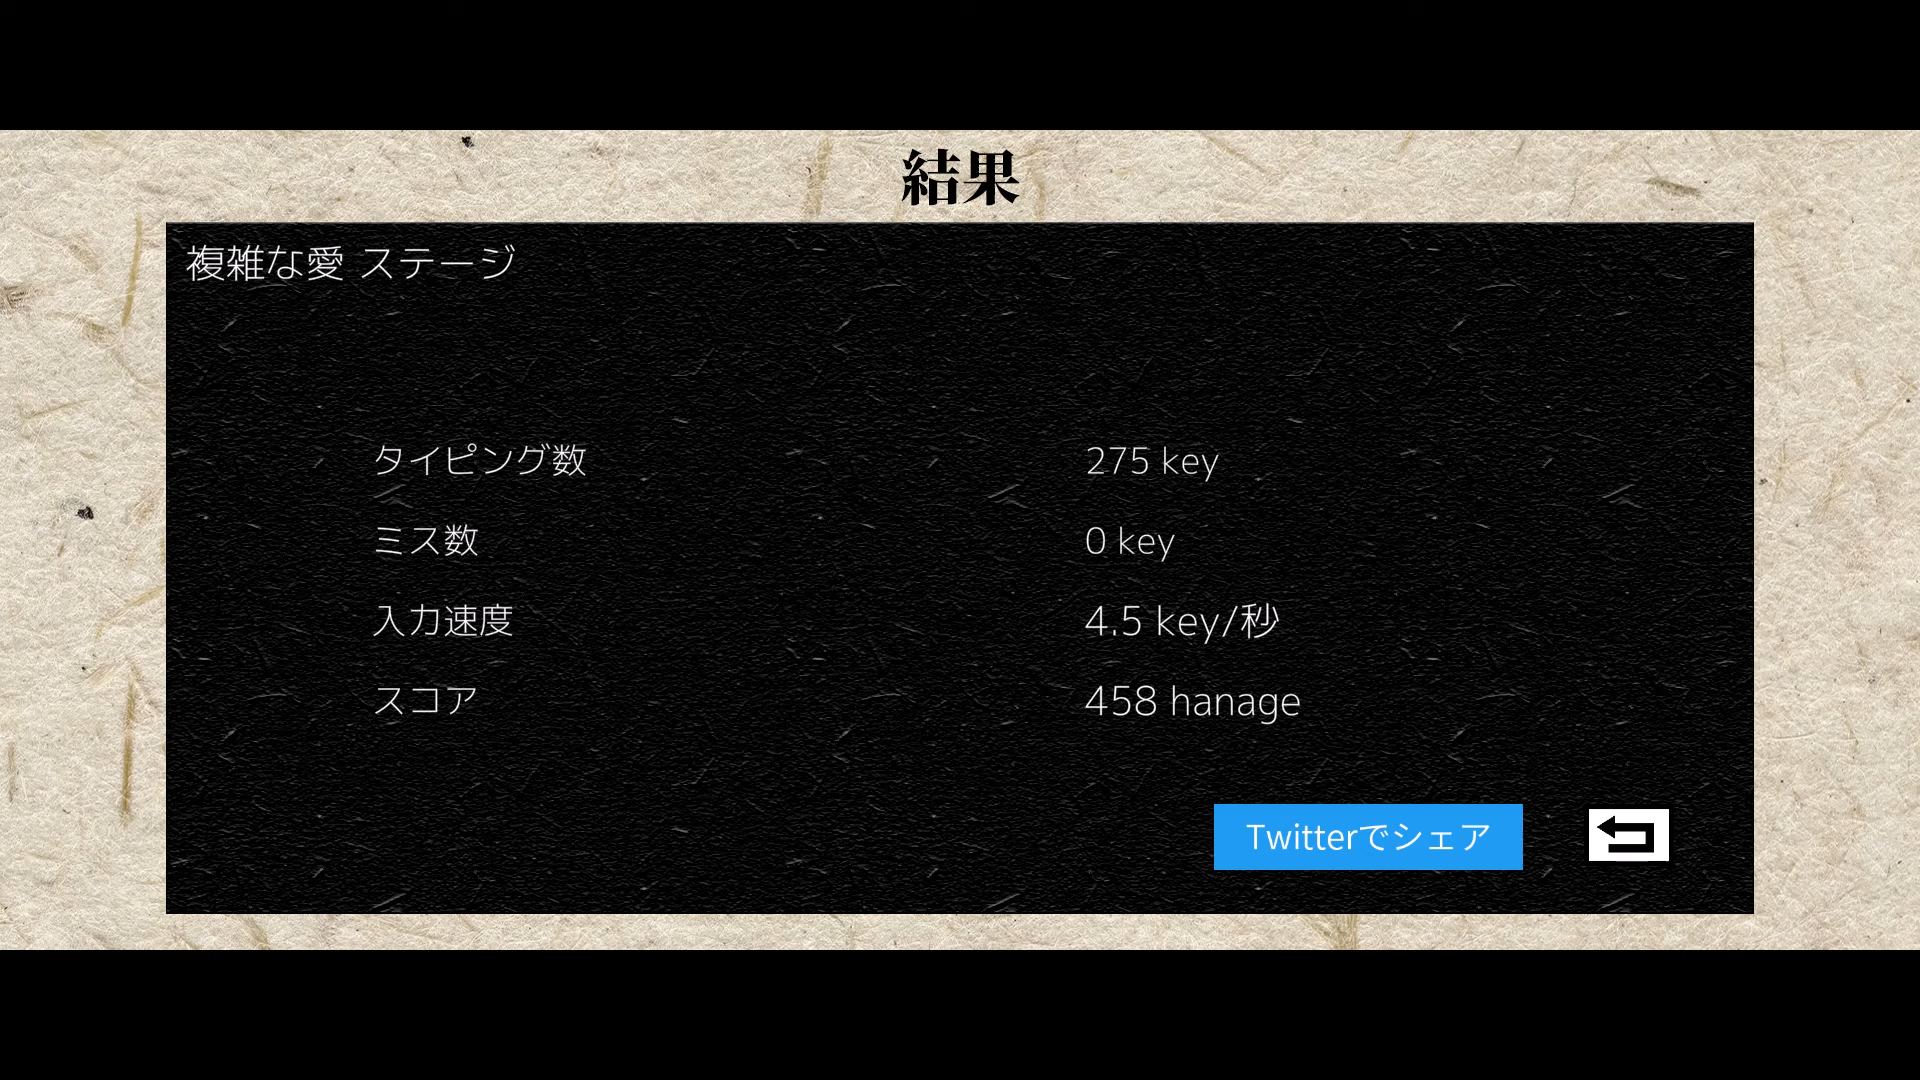 結果
複雑な愛 ステージ
タイピング数 275 key
ミス数 0 key
入力速度 4.5 key/秒
スコア 458 hanage
Twitterでシェア